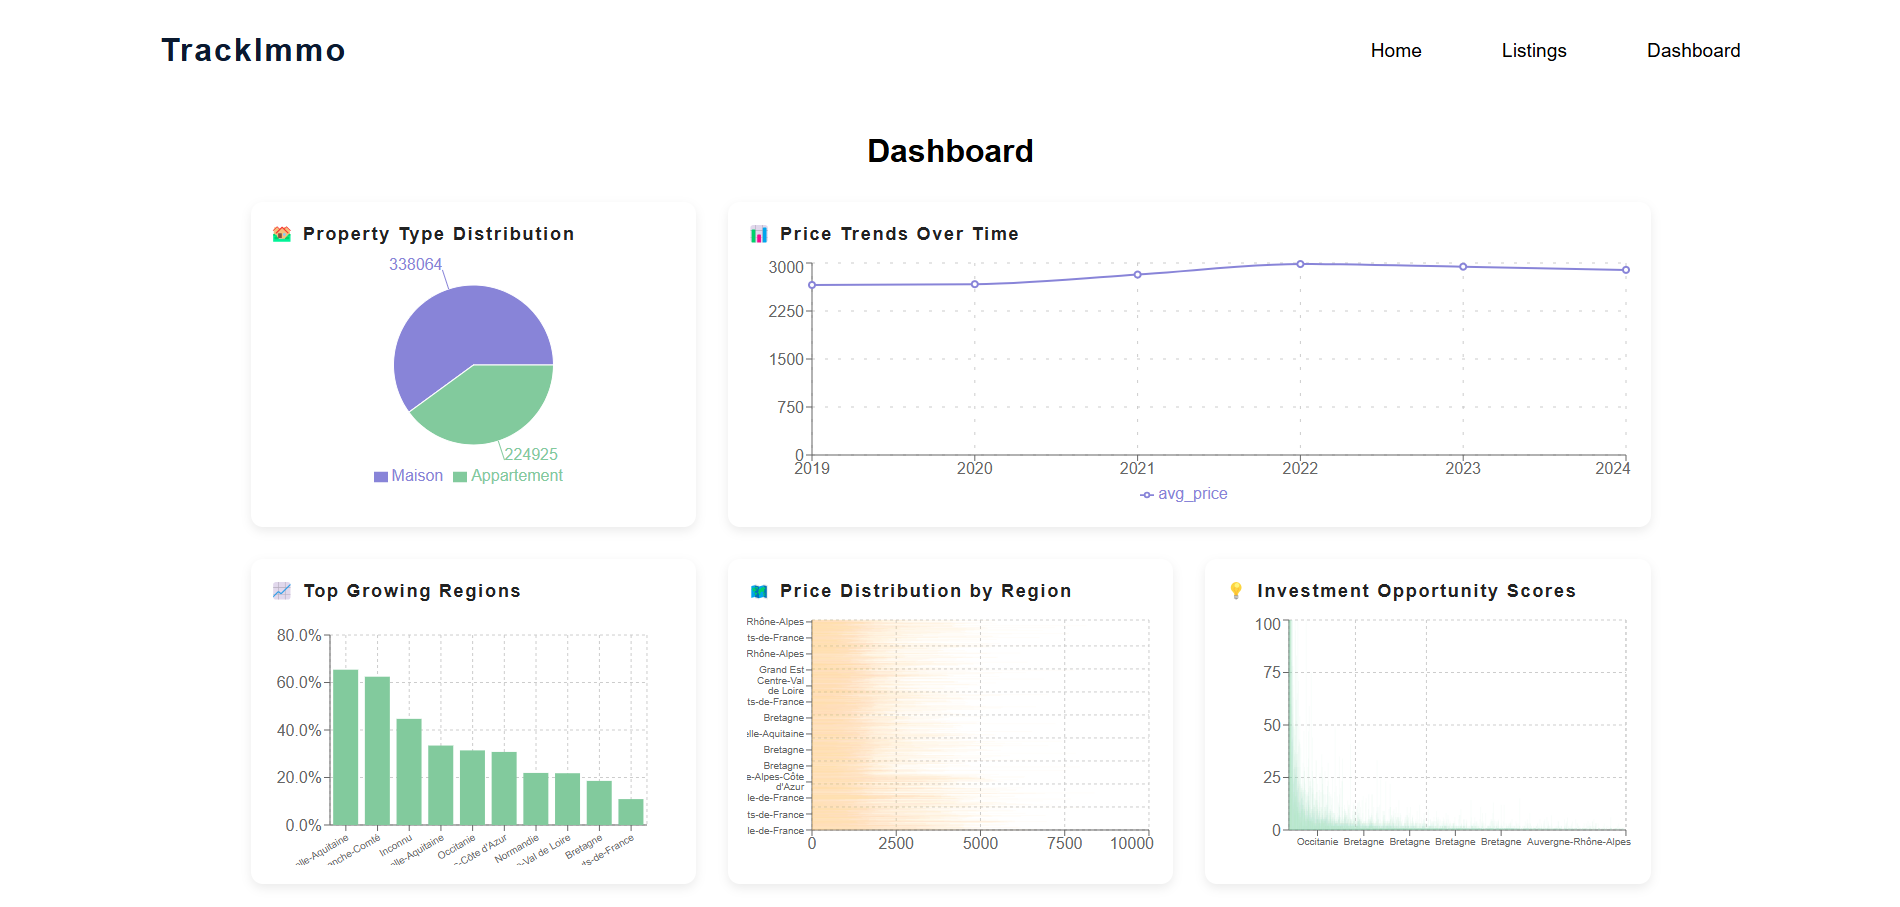 TrackImmo
Home Listings Dashboard
Dashboard
Property Type Distribution
338064
224925
Maison Appartement
Price Trends Over Time
3000
2250
1500
750
0
2019 2020 2021 2022 2023 2024
avg_price
Top Growing Regions
80.0%
60.0%
40.0%
20.0%
0.0%
elle-Aquitaine
anche-Comté
Inconnu
elle-Aquitaine
Occitanie
s-Côte d'Azur
Normandie
e-Val de Loire
Bretagne
ts-de-France
Price Distribution by Region
Rhône-Alpes
ts-de-France
Rhône-Alpes
Grand Est
Centre-Val
de Loire
ts-de-France
Bretagne
elle-Aquitaine
Bretagne
Bretagne
e-Alpes-Côte
d'Azur
le-de-France
ts-de-France
le-de-France
0 2500 5000 7500 10000
Investment Opportunity Scores
100
75
50
25
0
Occitanie Bretagne Bretagne Bretagne Bretagne Auvergne-Rhône-Alpes